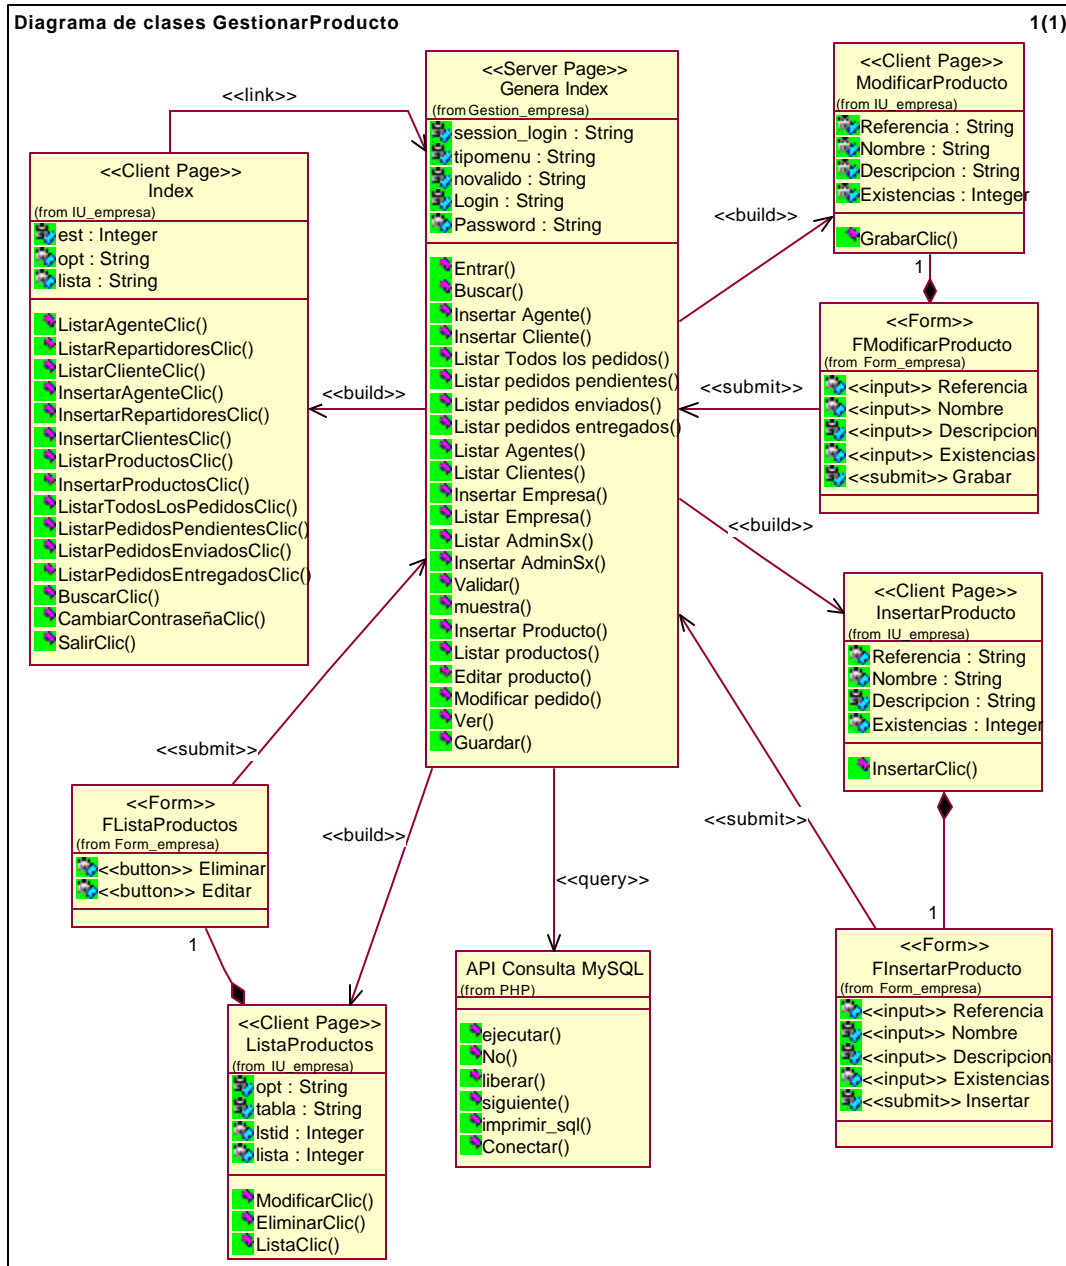 Diagrama de clases GestionarProducto
1(1)
<<link>>
<<Client Page>>
Index
(from IU_empresa)
est : Integer
opt : String
lista : String
ListarAgenteClic()
ListarRepartidoresClic()
ListarClienteClic()
InsertarAgenteClic()
InsertarRepartidoresClic()
InsertarClientesClic()
ListarProductosClic()
InsertarProductosClic()
ListarTodosLosPedidosClic()
ListarPedidosPendientesClic()
ListarPedidosEnviadosClic()
ListarPedidosEntregadosClic()
BuscarClic()
CambiarContraseñaClic()
SalirClic()
<<build>>
<<Server Page>>
Genera Index
(from Gestion_empresa)
session_login : String
tipomenu : String
novalido : String
Login : String
Password : String
Entrar()
Buscar()
Insertar Agente()
Insertar Cliente()
Listar Todos los pedidos()
Listar pedidos pendientes()
Listar pedidos enviados()
Listar pedidos entregados()
Listar Agentes()
Listar Clientes()
Insertar Empresa()
Listar Empresa()
Listar AdminSx()
Insertar AdminSx()
Validar()
muestra()
Insertar Producto()
Listar productos()
Editar producto()
Modificar pedido()
Ver()
Guardar()
<<build>>
<<Client Page>>
ModificarProducto
(from IU_empresa)
Referencia : String
Nombre : String
Descripcion : String
Existencias : Integer
GrabarClic()
1
<<submit>>
<<Form>>
FModificarProducto
(from Form_empresa)
<<input>> Referencia
<<input>> Nombre
<<input>> Descripcion
<<input>> Existencias
<<submit>> Grabar
<<build>>
<<Client Page>>
InsertarProducto
(from IU_empresa)
Referencia : String
Nombre : String
Descripcion : String
Existencias : Integer
InsertarClic()
<<submit>>
1
<<Form>>
FInsertarProducto
(from Form_empresa)
<<input>> Referencia
<<input>> Nombre
<<input>> Descripcion
<<input>> Existencias
<<submit>> Insertar
<<submit>>
<<Form>>
FListaProductos
(from Form_empresa)
<<button>> Eliminar
<<button>> Editar
1
<<build>>
<<Client Page>>
ListaProductos
(from IU_empresa)
opt : String
tabla : String
lstid : Integer
lista : Integer
ModificarClic()
EliminarClic()
ListaClic()
<<query>>
API Consulta MySQL
(from PHP)
ejecutar()
No()
liberar()
siguiente()
imprimir_sql()
Conectar()